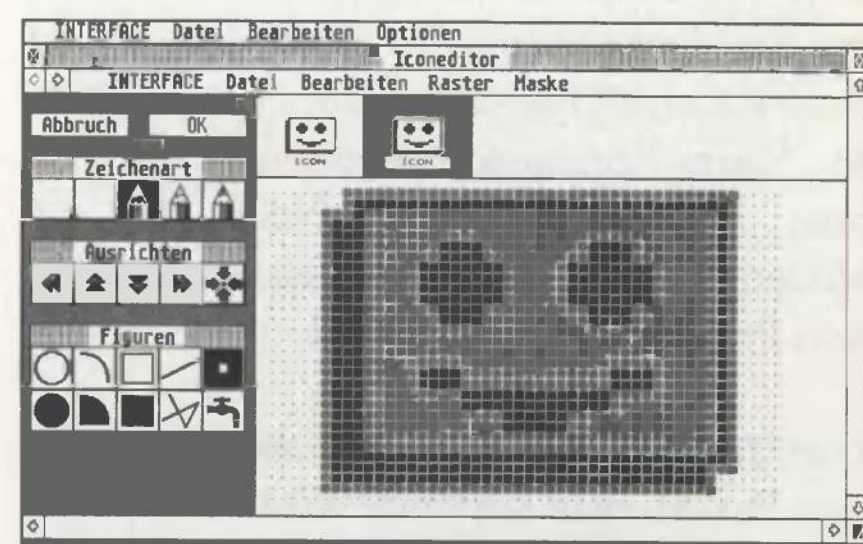 INTERFACE Datei Bearbeiten Optionen
Iconeditor
INTERFACE Datei Bearbeiten Raster Maske
Abbruch OK
ICON ICON
Zeichenart
Ausrichten
Figuren